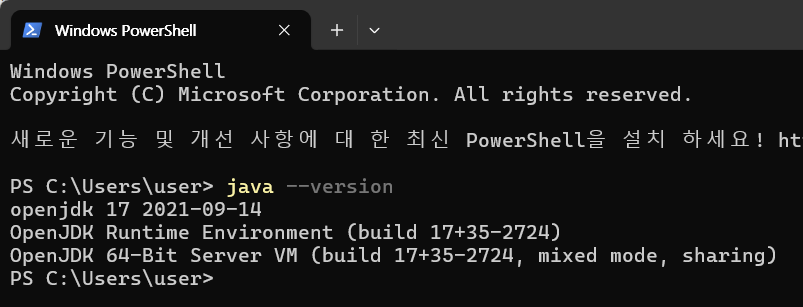 Windows PowerShell
Windows PowerShell
Copyright (C) Microsoft Corporation. All rights reserved.
새로운 기능 및 개선 사항에 대 한 최신 PowerShell을 설치 하세요!
PS C:\Users\user> java --version
openjdk 17 2021-09-14
OpenJDK Runtime Environment (build 17+35-2724)
OpenJDK 64-Bit Server VM (build 17+35-2724, mixed mode, sharing)
PS C:\Users\user>